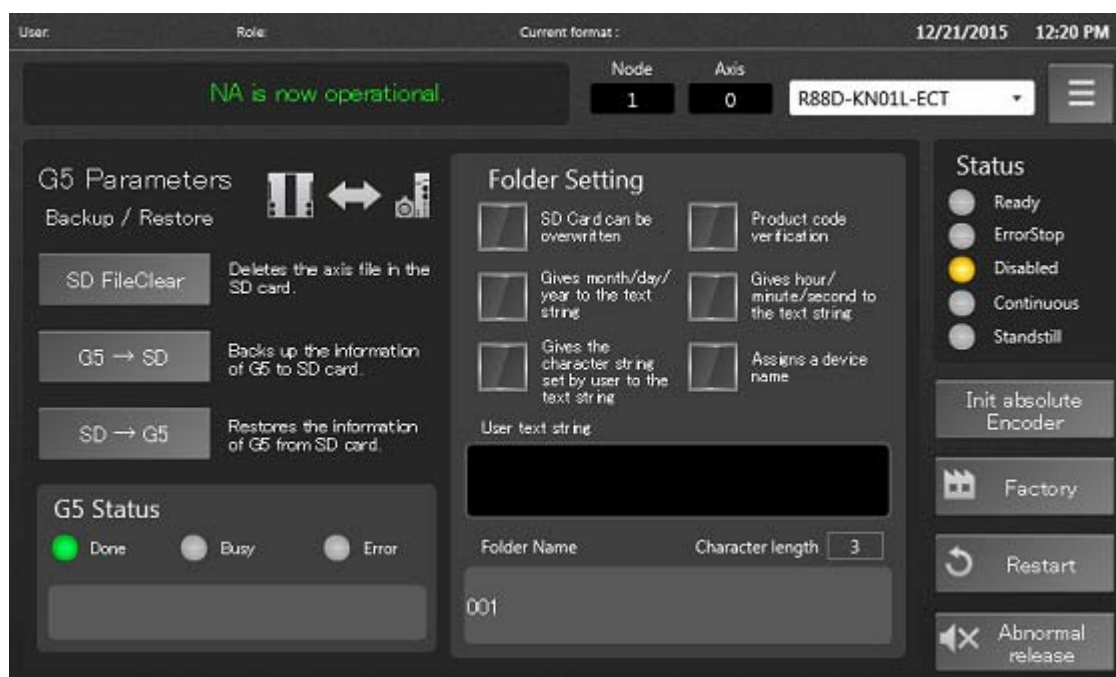 User:
Role:
Current format :
12/21/2015 12:20 PM
NA is now operational.
Node
1
Axis
0
R88D-KN01L-ECT
G5 Parameters
Backup / Restore
SD FileClear
Deletes the axis file in the
SD card.
G5 → SD
Backs up the information
of G5 to SD card.
SD → G5
Restores the information
of G5 from SD card.
G5 Status
Done
Busy
Error
Folder Setting
SD Card can be
overwritten
Product code
verification
Gives month/day/
year to the text
string
Gives hour/
minute/second to
the text string
Gives the
character string
set by user to the
text string
Assigns a device
name
User text string
Folder Name
Character length 3
001
Status
Ready
ErrorStop
Disabled
Continuous
Standstill
Init absolute
Encoder
Factory
Restart
Abnormal
release